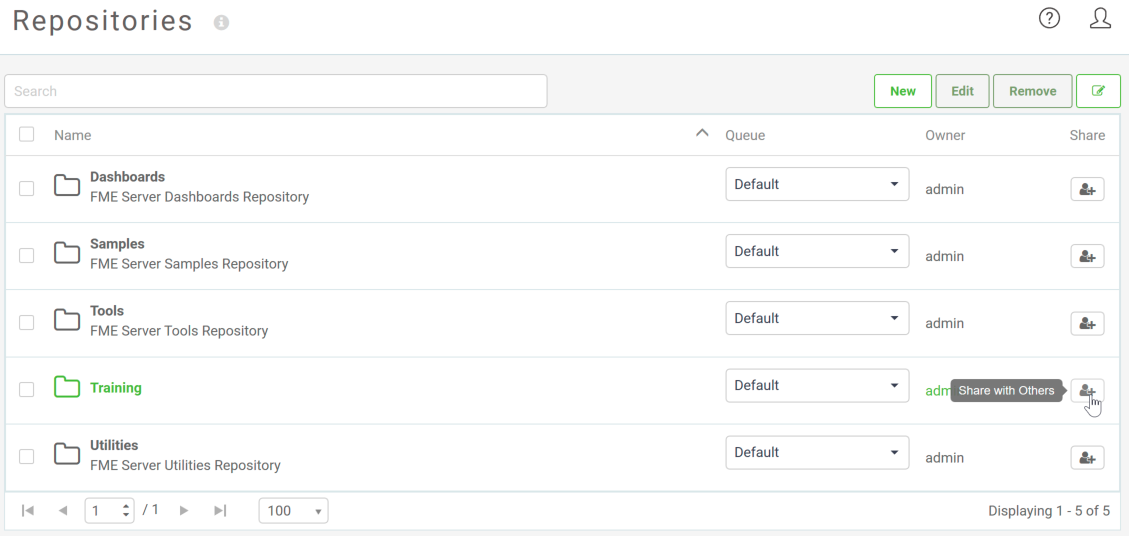 Repositories
Search
New Edit Remove
Name Queue Owner Share
Dashboards
FME Server Dashboards Repository
Default
admin
Samples
FME Server Samples Repository
Default
admin
Tools
FME Server Tools Repository
Default
admin
Training
Default
adm
Share with Others
Utilities
FME Server Utilities Repository
Default
admin
1 / 1 100 Displaying 1 - 5 of 5